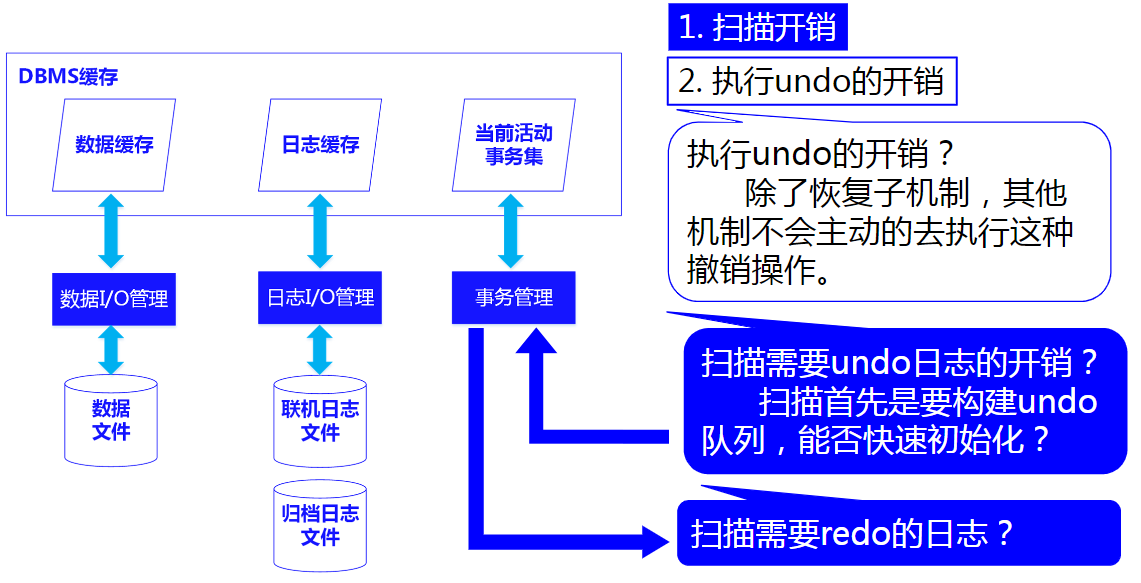 DBMS缓存
数据缓存
日志缓存
当前活动
事务集
数据I/O管理
日志I/O管理
事务管理
数据
文件
联机日志
文件
归档日志
文件
1. 扫描开销
2. 执行undo的开销
执行undo的开销？
除了恢复子机制，其他
机制不会主动的去执行这种
撤销操作。
扫描需要undo日志的开销？
扫描首先是要构建undo
队列，能否快速初始化？
扫描需要redo的日志？